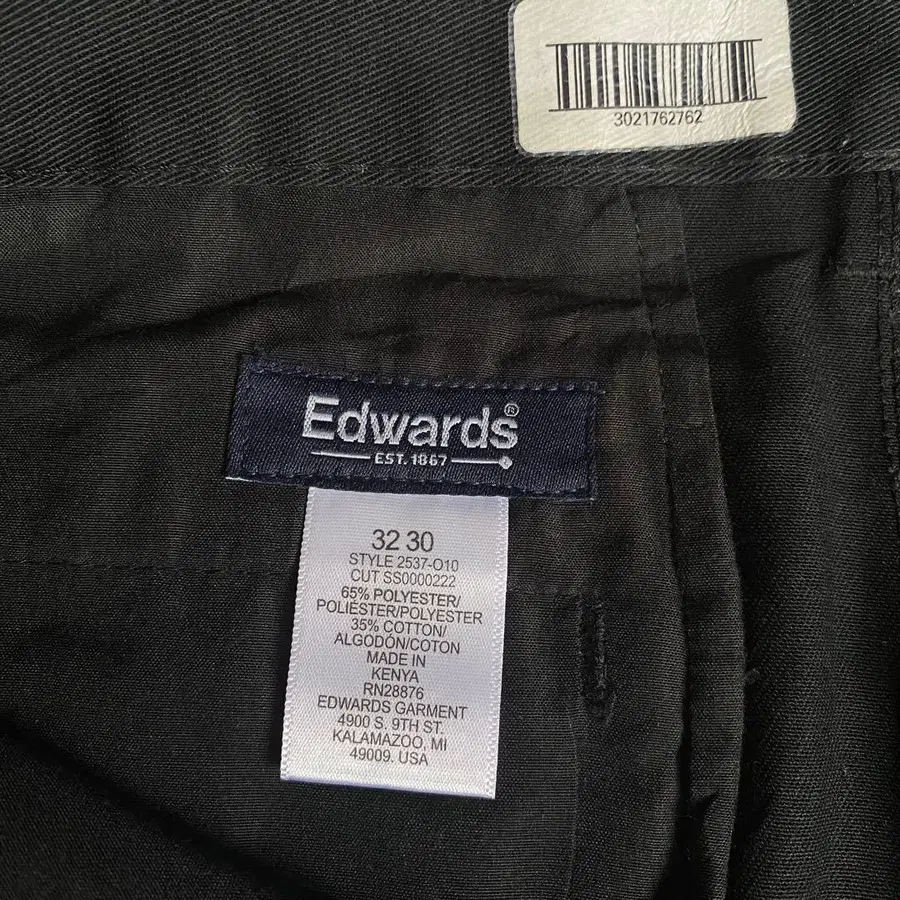 3021762762
Edwards®
EST. 1867
32 30
STYLE 2537-O10
CUT SS0000222
65% POLYESTER/
POLIÉSTER/POLYESTER
35% COTTON/
ALGODÓN/COTON
MADE IN
KENYA
RN28876
EDWARDS GARMENT
4900 S. 9TH ST.
KALAMAZOO, MI
49009. USA